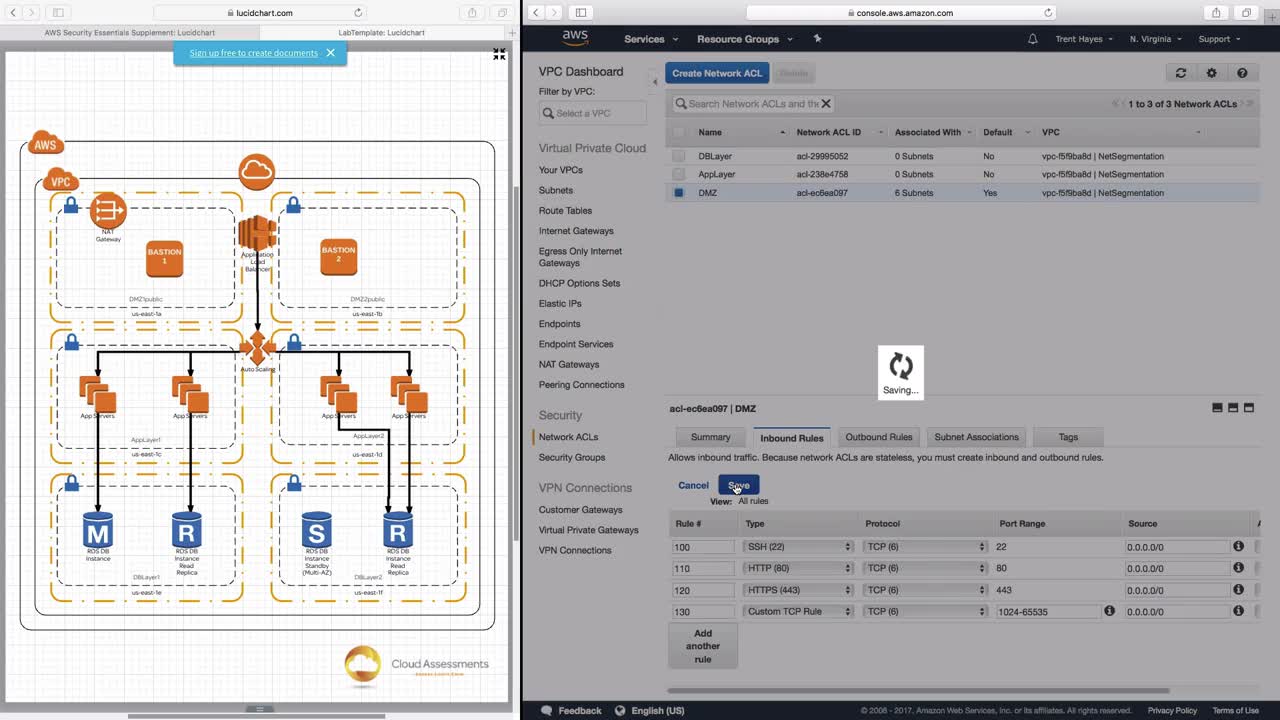 lucidchart.com
AWS Security Essentials Supplement: Lucidchart
LabTemplate: Lucidchart
Sign up free to create documents
AWS
VPC
NAT
Gateway
BASTION
1
Application
Load
Balancer
BASTION
2
DMZ1public
DMZ2public
us-east-1a
us-east-1b
Auto Scaling
App Servers
App Servers
App Servers
App Servers
AppLayer1
AppLayer2
us-east-1c
us-east-1d
M
R
S
R
RDS DB
Instance
RDS DB
Instance
Read
Replica
RDS DB
Instance
Standby
(Multi-AZ)
RDS DB
Instance
Read
Replica
DBLayer1
DBLayer2
us-east-1e
us-east-1f
Cloud Assessments
console.aws.amazon.com
aws
Services
Resource Groups
Trent Hayes
N. Virginia
Support
VPC Dashboard
Filter by VPC:
Select a VPC
Virtual Private Cloud
Your VPCs
Subnets
Route Tables
Internet Gateways
Egress Only Internet
Gateways
DHCP Options Sets
Elastic IPs
Endpoints
Endpoint Services
NAT Gateways
Peering Connections
Security
Network ACLs
Security Groups
VPN Connections
Customer Gateways
Virtual Private Gateways
VPN Connections
Create Network ACL
Delete
Search Network ACLs and the
1 to 3 of 3 Network ACLs
Name Network ACL ID Associated With Default VPC
DBLayer acl-29995052 0 Subnets No vpc-f5f9ba8d | NetSegmentation
AppLayer acl-238e4758 0 Subnets No vpc-f5f9ba8d | NetSegmentation
DMZ acl-ec6ea097 6 Subnets Yes vpc-f5f9ba8d | NetSegmentation
Saving...
acl-ec6ea097 | DMZ
Summary
Inbound Rules
Outbound Rules
Subnet Associations
Tags
Allows inbound traffic. Because network ACLs are stateless, you must create inbound and outbound rules.
Cancel
Save
View: All rules
Rule # Type Protocol Port Range Source A
100 SSH (22) TCP (6) 22 0.0.0.0/0
110 HTTP (80) TCP (6) 80 0.0.0.0/0
120 HTTPS (443) TCP (6) 443 0.0.0.0/0
130 Custom TCP Rule TCP (6) 1024-65535 0.0.0.0/0
Add
another
rule
Feedback
English (US)
© 2008 - 2017, Amazon Web Services, Inc. or its affiliates. All rights reserved.
Privacy Policy
Terms of Use